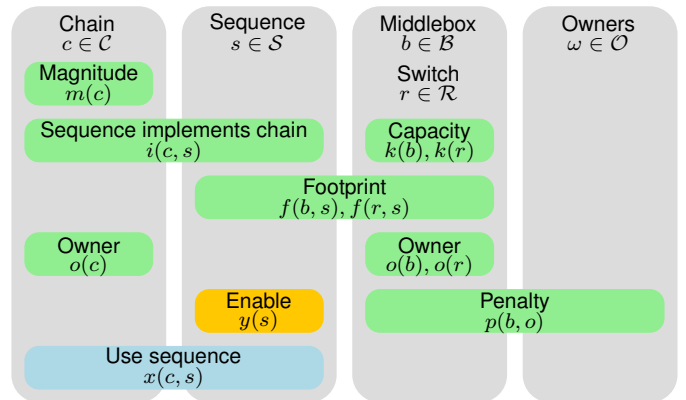 Chain
c ∈ 𝒞
Sequence
s ∈ 𝒮
Middlebox
b ∈ ℬ
Switch
r ∈ ℛ
Owners
ω ∈ 𝒪
Magnitude
m(c)
Sequence implements chain
i(c, s)
Capacity
k(b), k(r)
Footprint
f(b, s), f(r, s)
Owner
o(c)
Owner
o(b), o(r)
Enable
y(s)
Penalty
p(b, o)
Use sequence
x(c, s)